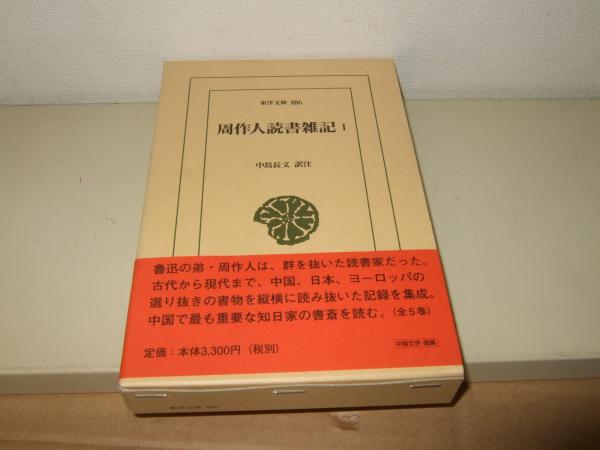 東洋文庫 886
周作人読書雑記 1
中島長文 訳注
魯迅の弟・周作人は、群を抜いた読書家だった。
古代から現代まで、中国、日本、ヨーロッパの
選り抜きの書物を縦横に読み抜いた記録を集成。
中国で最も重要な知日家の書斎を読む。（全5巻）
定価：本体3,300円（税別）
東洋文庫 886